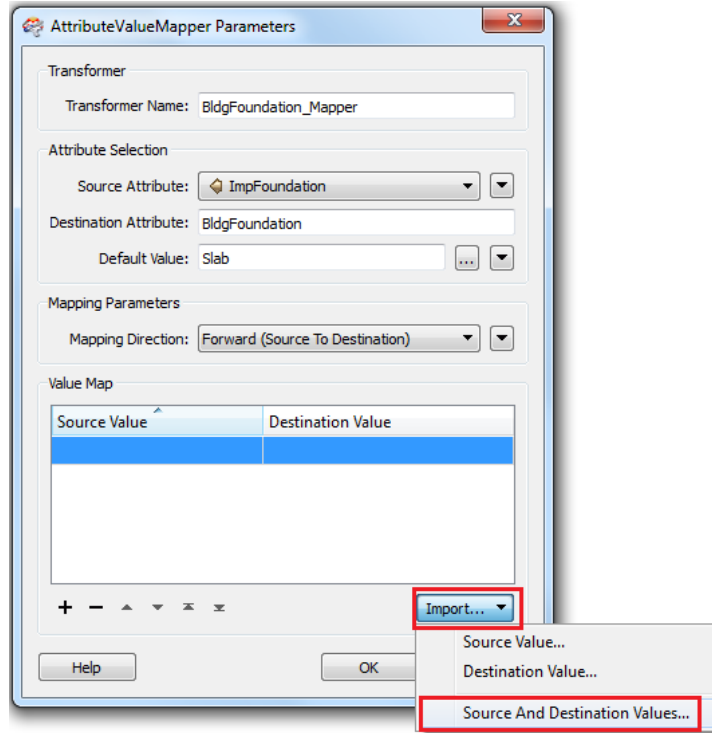 AttributeValueMapper Parameters
Transformer
Transformer Name: BldgFoundation_Mapper
Attribute Selection
Source Attribute: ImpFoundation
Destination Attribute: BldgFoundation
Default Value: Slab ...
Mapping Parameters
Mapping Direction: Forward (Source To Destination)
Value Map
Source Value Destination Value
Import...
Source Value...
Help OK Destination Value...
Source And Destination Values...